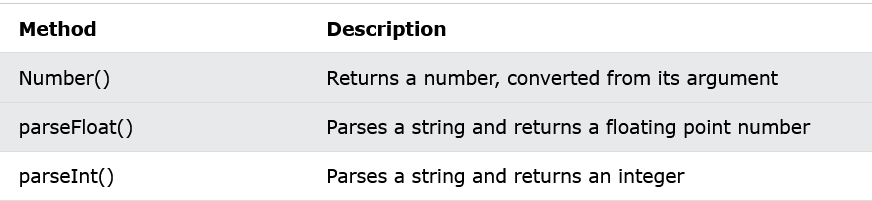 Method Description
Number() Returns a number, converted from its argument
parseFloat() Parses a string and returns a floating point number
parseInt() Parses a string and returns an integer